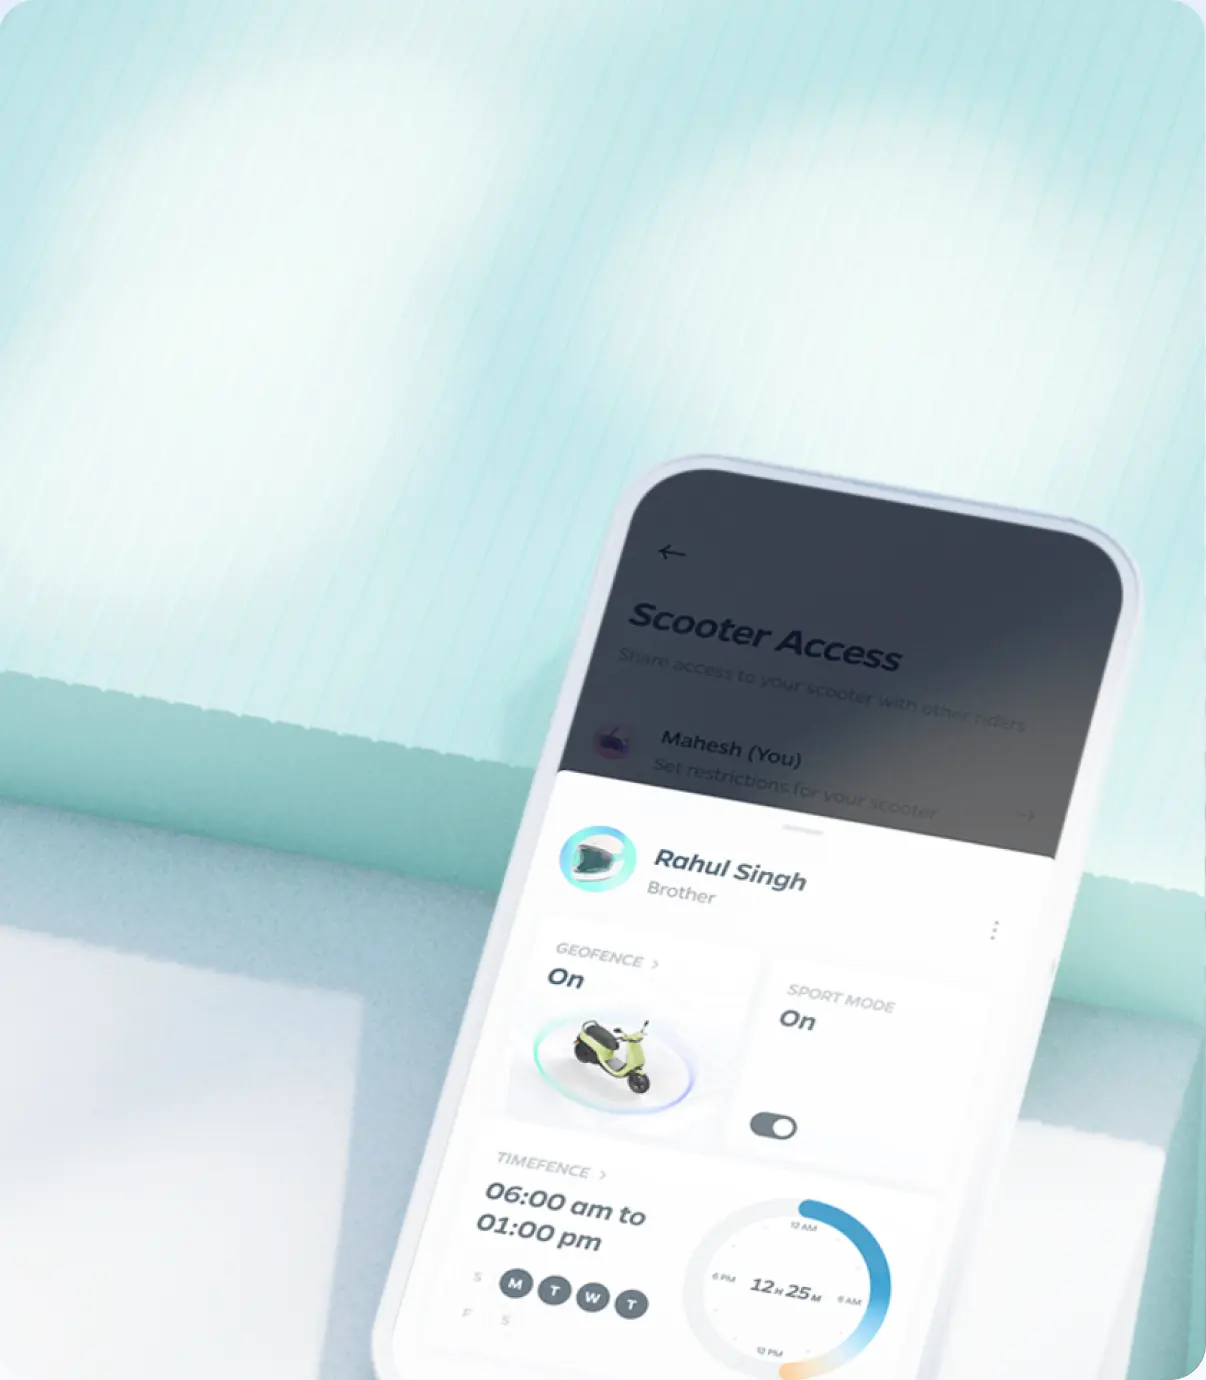 Scooter Access
Share access to your scooter with other riders
Mahesh (You)
Set restrictions for your scooter
Rahul Singh
Brother
GEOFENCE
On
SPORT MODE
On
TIMEFENCE
06:00 am to
01:00 pm
S M T W T
F S
12 AM
6 PM
12 H 25 M
6 AM
12 PM